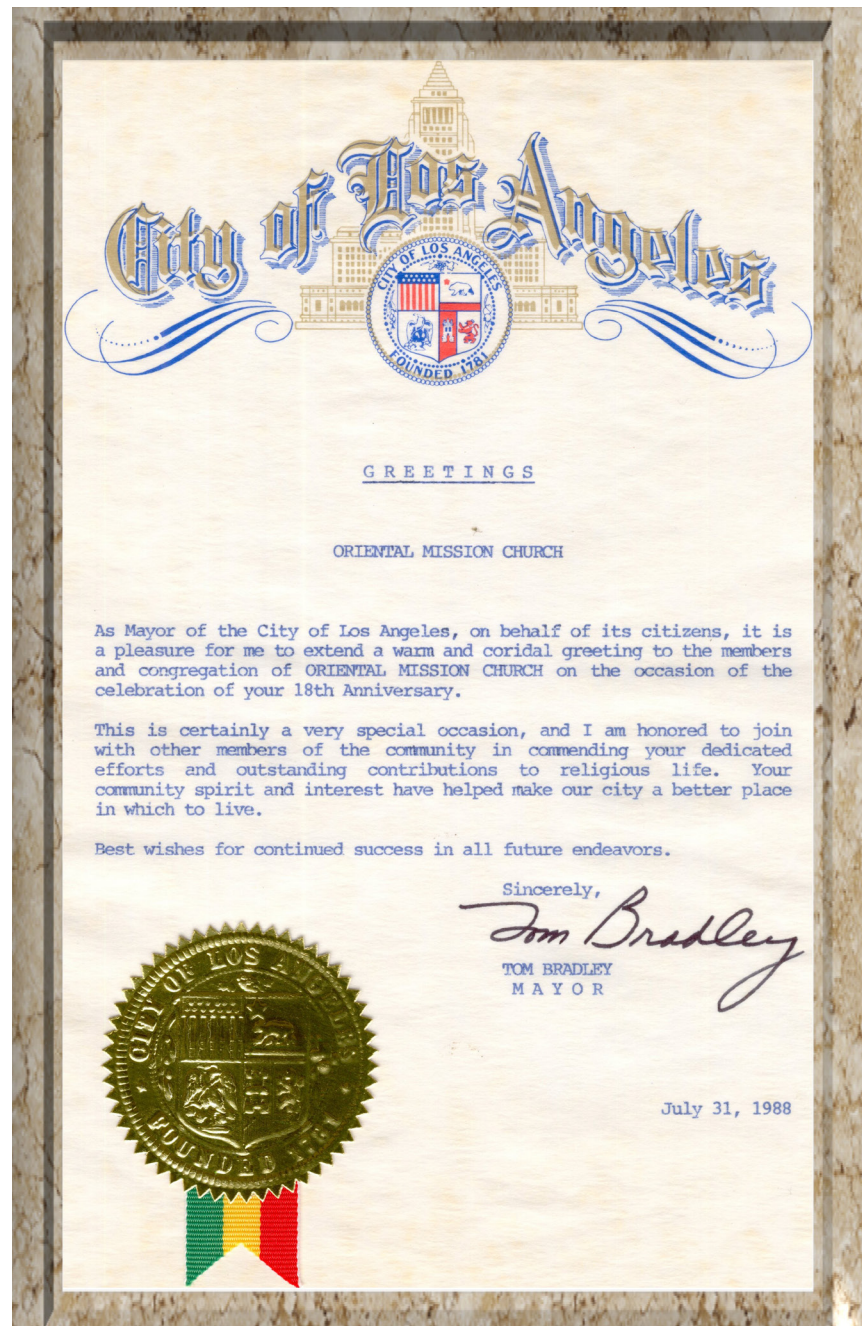 City of Los Angeles
CITY OF LOS ANGELES
FOUNDED 1781
GREETINGS
ORIENTAL MISSION CHURCH
As Mayor of the City of Los Angeles, on behalf of its citizens, it is
a pleasure for me to extend a warm and coridal greeting to the members
and congregation of ORIENTAL MISSION CHURCH on the occasion of the
celebration of your 18th Anniversary.
This is certainly a very special occasion, and I am honored to join
with other members of the community in commending your dedicated
efforts and outstanding contributions to religious life. Your
community spirit and interest have helped make our city a better place
in which to live.
Best wishes for continued success in all future endeavors.
Sincerely,
Tom Bradley
TOM BRADLEY
MAYOR
CITY OF LOS ANGELES
FOUNDED 1781
July 31, 1988